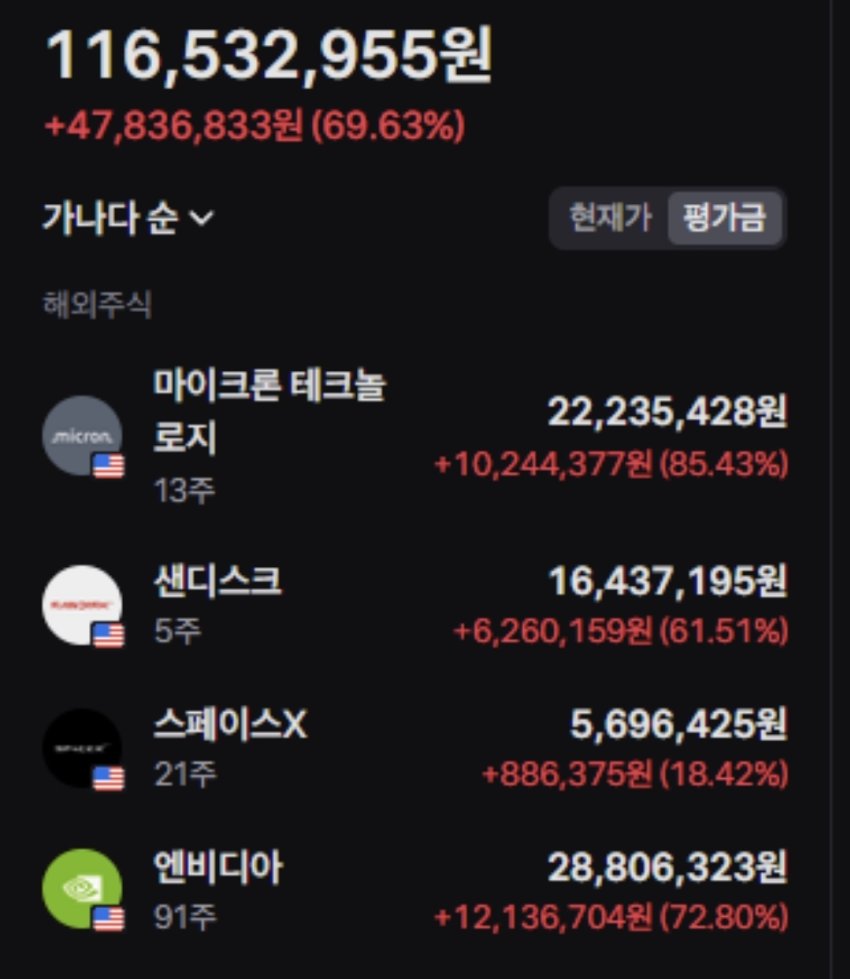 116,532,955원
+47,836,833원 (69.63%)
가나다 순
현재가 평가금
해외주식
마이크론 테크놀
로지
22,235,428원
+10,244,377원 (85.43%)
13주
micron
샌디스크
16,437,195원
5주
+6,260,159원 (61.51%)
스페이스X
5,696,425원
21주
+886,375원 (18.42%)
엔비디아
28,806,323원
91주
+12,136,704원 (72.80%)